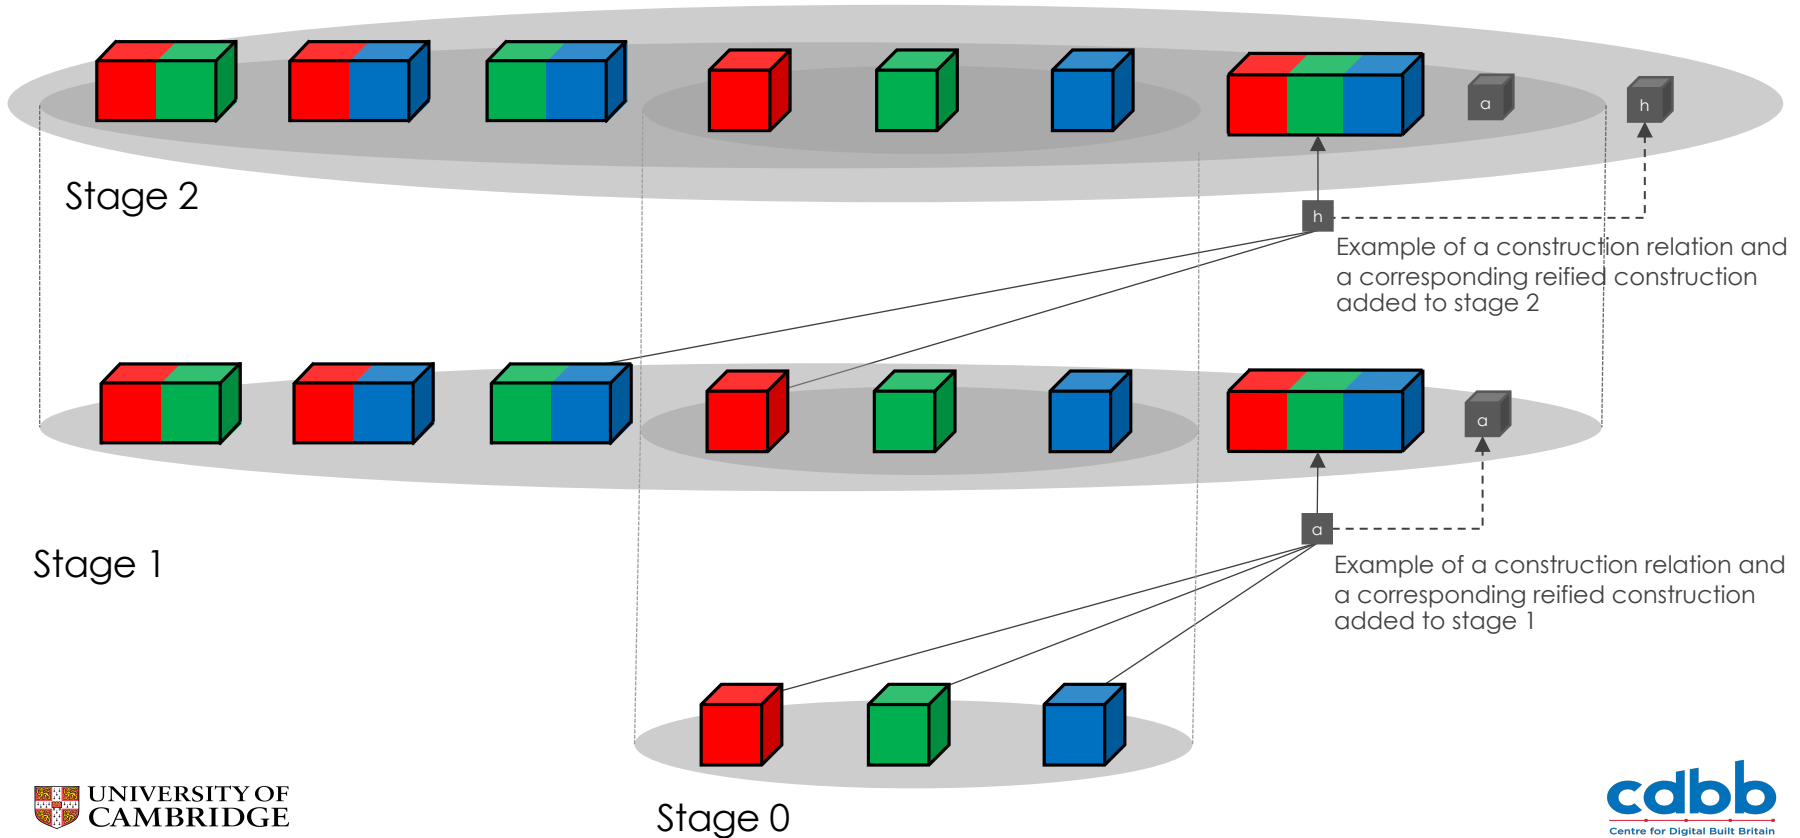 a
h
Stage 2
h
Example of a construction relation and
a corresponding reified construction
added to stage 2
a
Stage 1
a
Example of a construction relation and
a corresponding reified construction
added to stage 1
UNIVERSITY OF
CAMBRIDGE
Stage 0
cdbb
Centre for Digital Built Britain